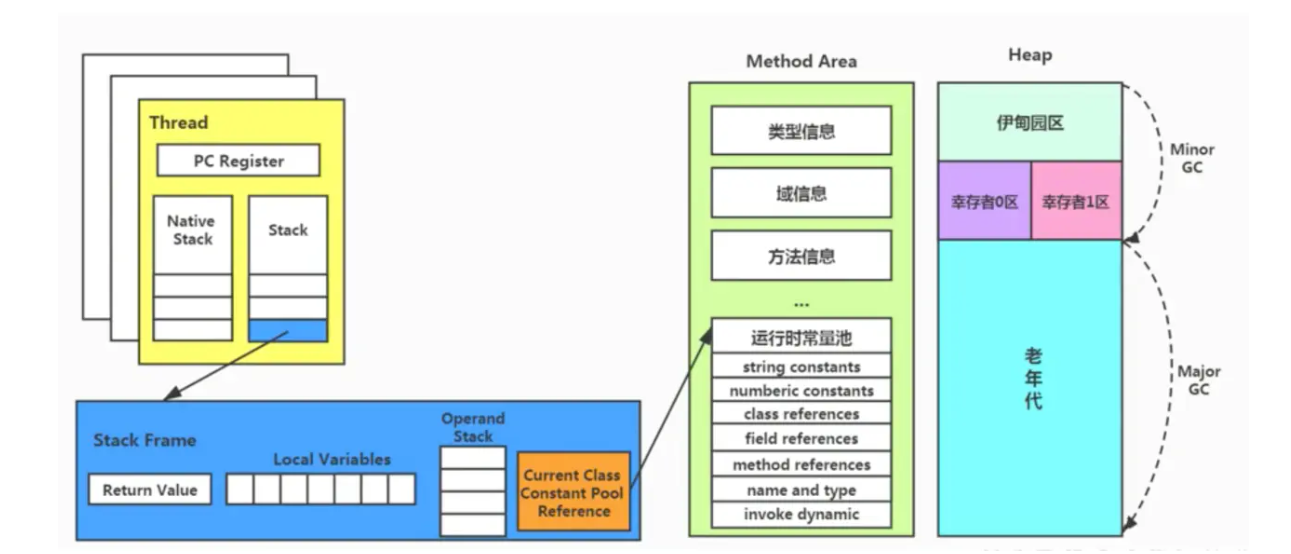 Thread
PC Register
Native
Stack
Stack
Stack Frame
Return Value
Local Variables
Operand
Stack
Current Class
Constant Pool
Reference
Method Area
类型信息
域信息
方法信息
...
运行时常量池
string constants
numberic constants
class references
field references
method references
name and type
invoke dynamic
Heap
伊甸园区
幸存者0区
幸存者1区
老
年
代
Minor
GC
Major
GC